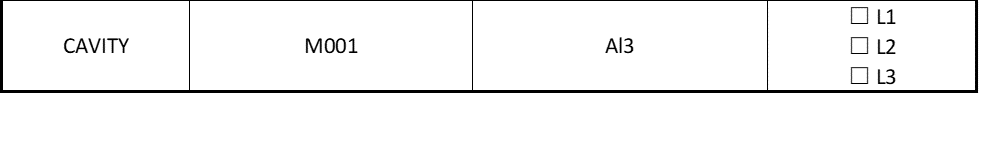 CAVITY M001 Al3
☐ L1
☐ L2
☐ L3